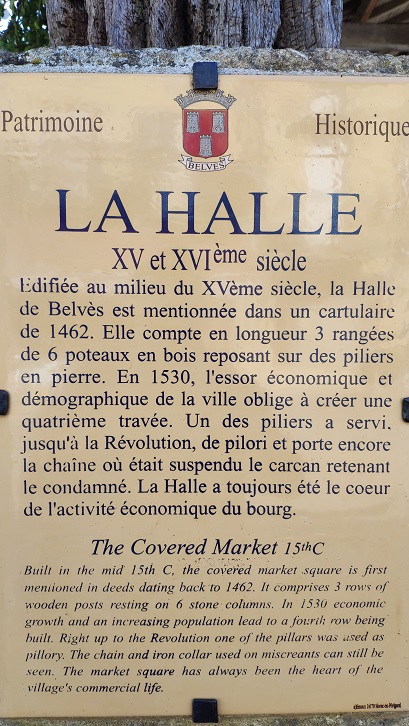 Patrimoine
Historique
BELVES
LA HALLE
XV et XVIème siècle
Edifiée au milieu du XVème siècle, la Halle
de Belvès est mentionnée dans un cartulaire
de 1462. Elle compte en longueur 3 rangées
de 6 poteaux en bois reposant sur des piliers
en pierre. En 1530, l'essor économique et
démographique de la ville oblige à créer une
quatrième travée. Un des piliers a servi,
jusqu'à la Révolution, de pilori et porte encore
la chaîne où était suspendu le carcan retenant
le condamné. La Halle a toujours été le coeur
de l'activité économique du bourg.
The Covered Market 15thC
Built in the mid 15th C, the covered market square is first
mentioned in deeds dating back to 1462. It comprises 3 rows of
wooden posts resting on 6 stone columns. In 1530 economic
growth and an increasing population lead to a fourth row being
built. Right up to the Revolution one of the pillars was used as
pillory. The chain and iron collar used on miscreants can still be
seen. The market square has always been the heart of the
village's commercial life.